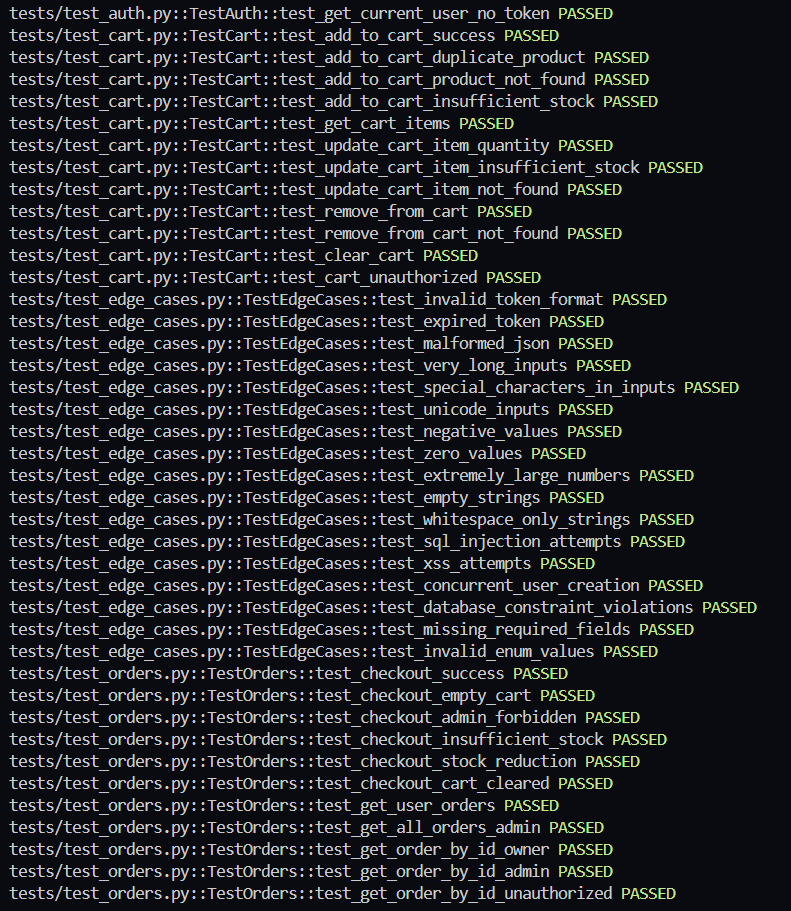 tests/test_auth.py::TestAuth::test_get_current_user_no_token PASSED
tests/test_cart.py::TestCart::test_add_to_cart_success PASSED
tests/test_cart.py::TestCart::test_add_to_cart_duplicate_product PASSED
tests/test_cart.py::TestCart::test_add_to_cart_product_not_found PASSED
tests/test_cart.py::TestCart::test_add_to_cart_insufficient_stock PASSED
tests/test_cart.py::TestCart::test_get_cart_items PASSED
tests/test_cart.py::TestCart::test_update_cart_item_quantity PASSED
tests/test_cart.py::TestCart::test_update_cart_item_insufficient_stock PASSED
tests/test_cart.py::TestCart::test_update_cart_item_not_found PASSED
tests/test_cart.py::TestCart::test_remove_from_cart PASSED
tests/test_cart.py::TestCart::test_remove_from_cart_not_found PASSED
tests/test_cart.py::TestCart::test_clear_cart PASSED
tests/test_cart.py::TestCart::test_cart_unauthorized PASSED
tests/test_edge_cases.py::TestEdgeCases::test_invalid_token_format PASSED
tests/test_edge_cases.py::TestEdgeCases::test_expired_token PASSED
tests/test_edge_cases.py::TestEdgeCases::test_malformed_json PASSED
tests/test_edge_cases.py::TestEdgeCases::test_very_long_inputs PASSED
tests/test_edge_cases.py::TestEdgeCases::test_special_characters_in_inputs PASSED
tests/test_edge_cases.py::TestEdgeCases::test_unicode_inputs PASSED
tests/test_edge_cases.py::TestEdgeCases::test_negative_values PASSED
tests/test_edge_cases.py::TestEdgeCases::test_zero_values PASSED
tests/test_edge_cases.py::TestEdgeCases::test_extremely_large_numbers PASSED
tests/test_edge_cases.py::TestEdgeCases::test_empty_strings PASSED
tests/test_edge_cases.py::TestEdgeCases::test_whitespace_only_strings PASSED
tests/test_edge_cases.py::TestEdgeCases::test_sql_injection_attempts PASSED
tests/test_edge_cases.py::TestEdgeCases::test_xss_attempts PASSED
tests/test_edge_cases.py::TestEdgeCases::test_concurrent_user_creation PASSED
tests/test_edge_cases.py::TestEdgeCases::test_database_constraint_violations PASSED
tests/test_edge_cases.py::TestEdgeCases::test_missing_required_fields PASSED
tests/test_edge_cases.py::TestEdgeCases::test_invalid_enum_values PASSED
tests/test_orders.py::TestOrders::test_checkout_success PASSED
tests/test_orders.py::TestOrders::test_checkout_empty_cart PASSED
tests/test_orders.py::TestOrders::test_checkout_admin_forbidden PASSED
tests/test_orders.py::TestOrders::test_checkout_insufficient_stock PASSED
tests/test_orders.py::TestOrders::test_checkout_stock_reduction PASSED
tests/test_orders.py::TestOrders::test_checkout_cart_cleared PASSED
tests/test_orders.py::TestOrders::test_get_user_orders PASSED
tests/test_orders.py::TestOrders::test_get_all_orders_admin PASSED
tests/test_orders.py::TestOrders::test_get_order_by_id_owner PASSED
tests/test_orders.py::TestOrders::test_get_order_by_id_admin PASSED
tests/test_orders.py::TestOrders::test_get_order_by_id_unauthorized PASSED